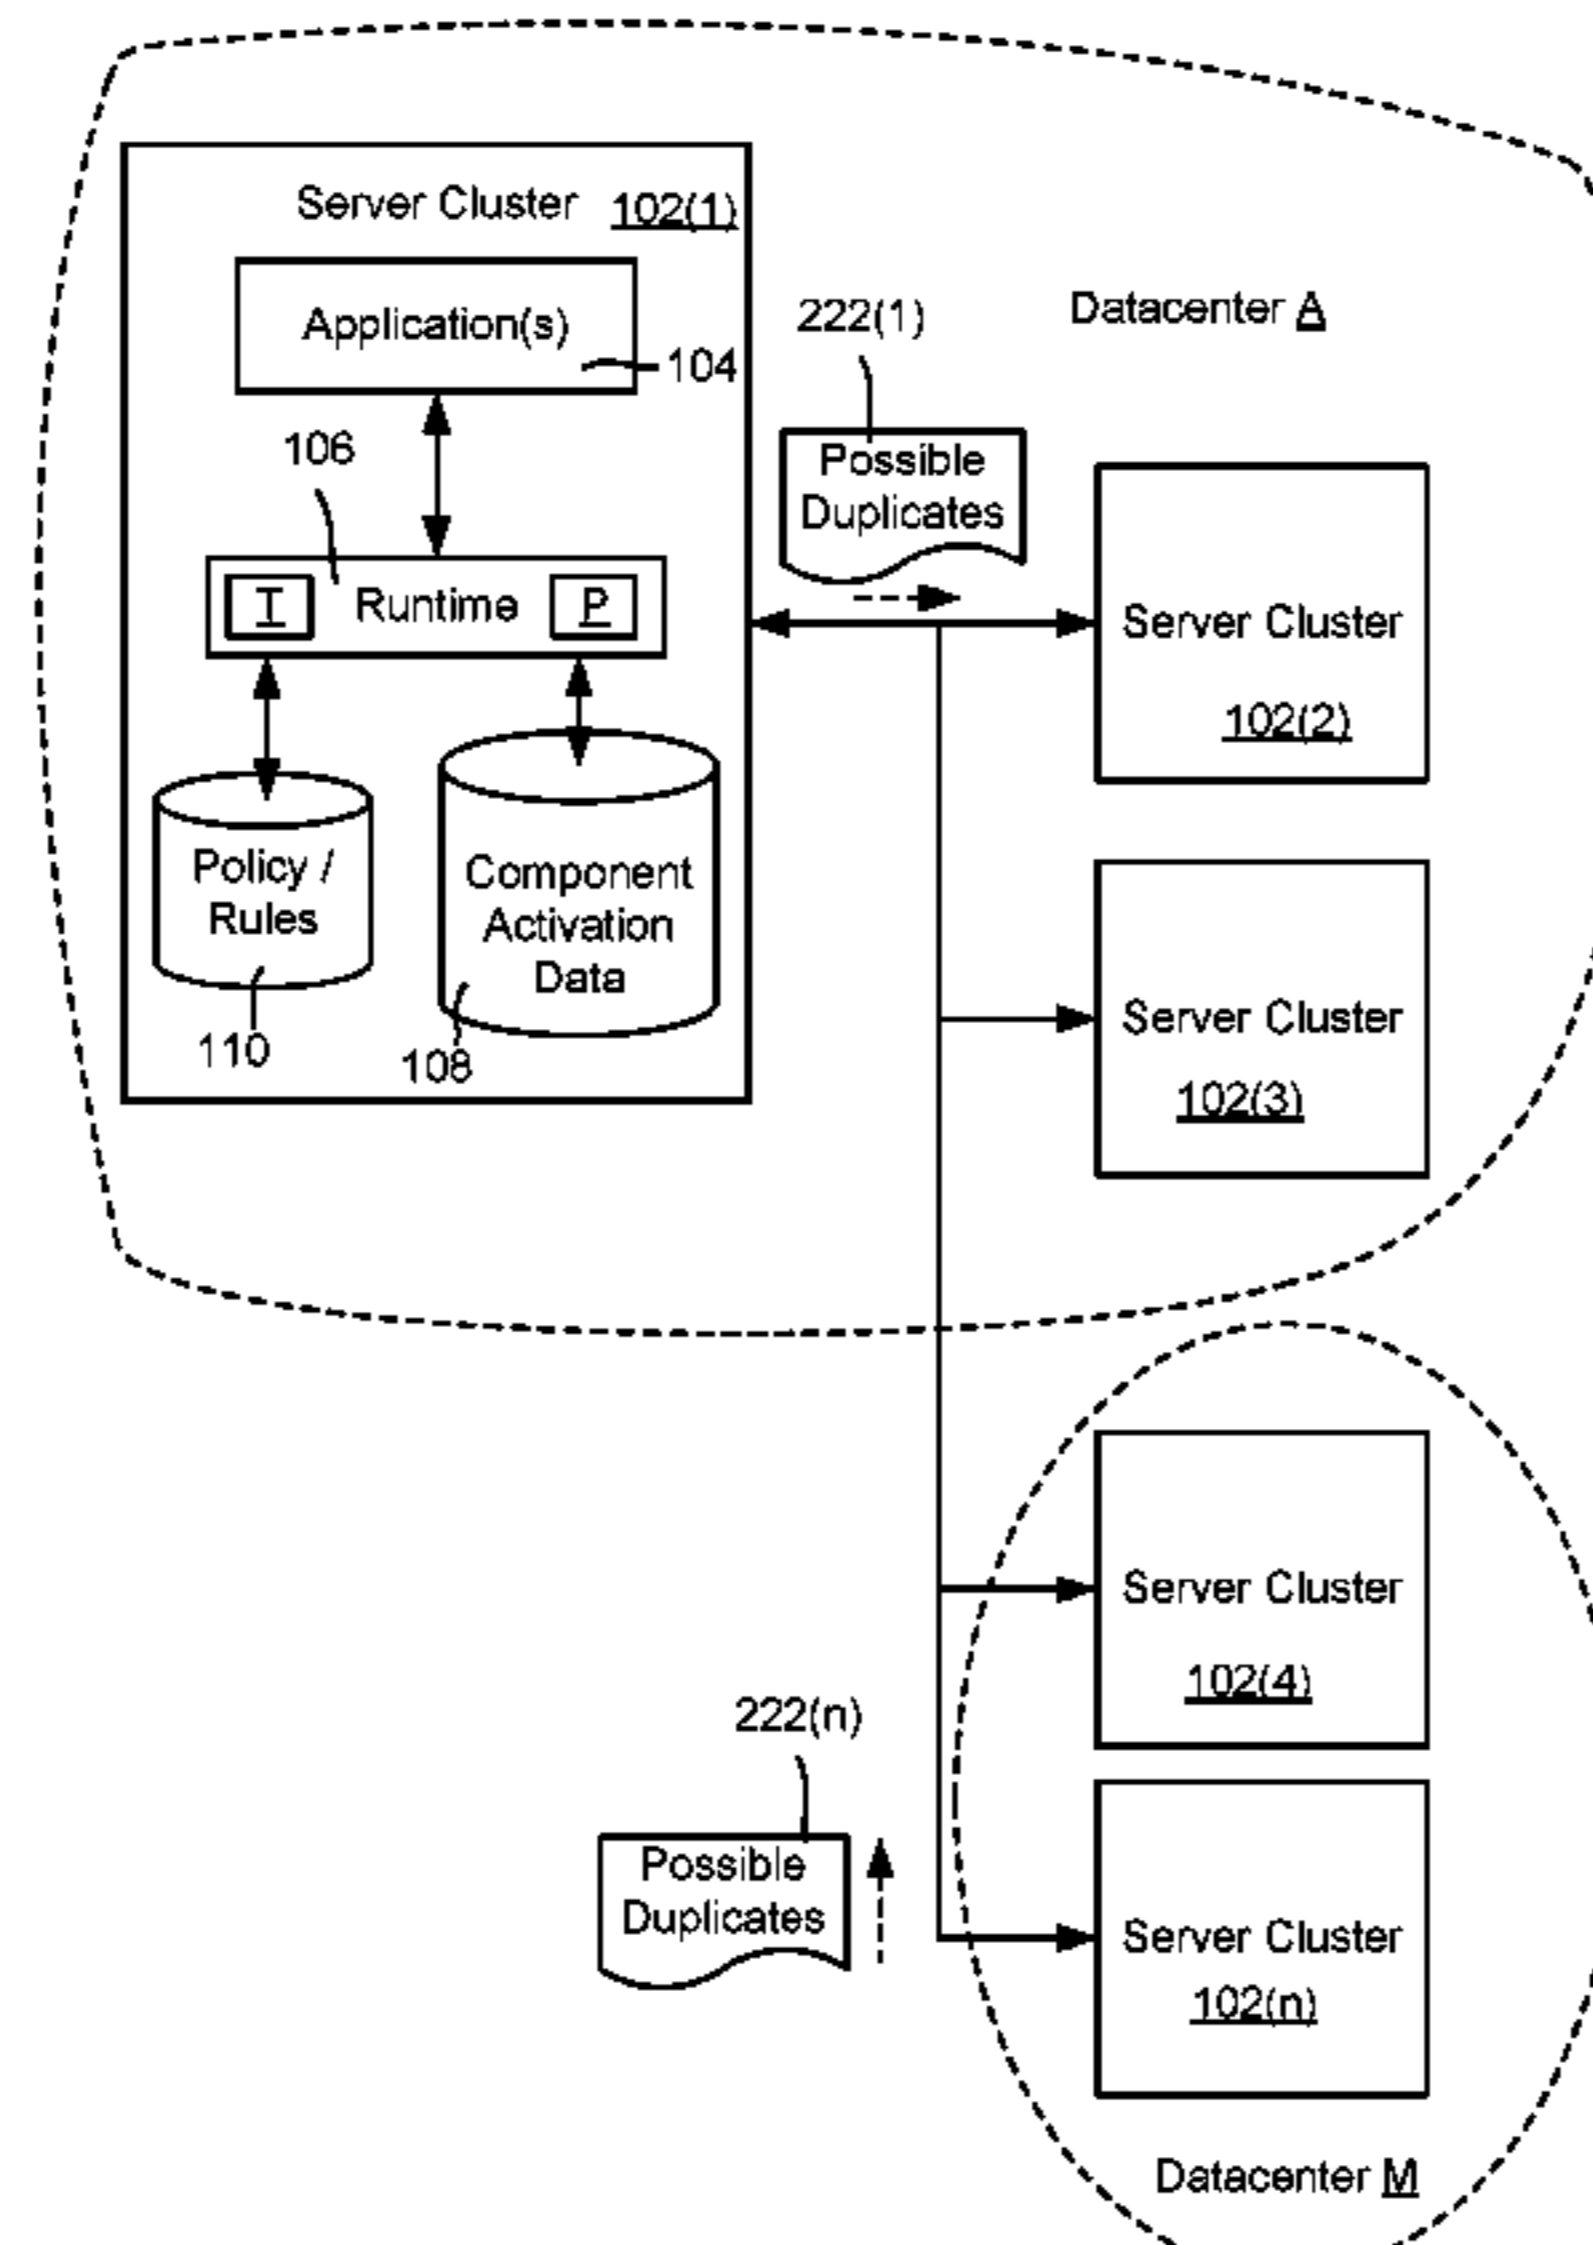 Server Cluster 102(1)
Application(s)
104
106
T Runtime P
Policy /
Rules
110
Component
Activation
Data
108
222(1)
Possible
Duplicates
Datacenter A
Server Cluster
102(2)
Server Cluster
102(3)
Server Cluster
102(4)
222(n)
Possible
Duplicates
Server Cluster
102(n)
Datacenter M